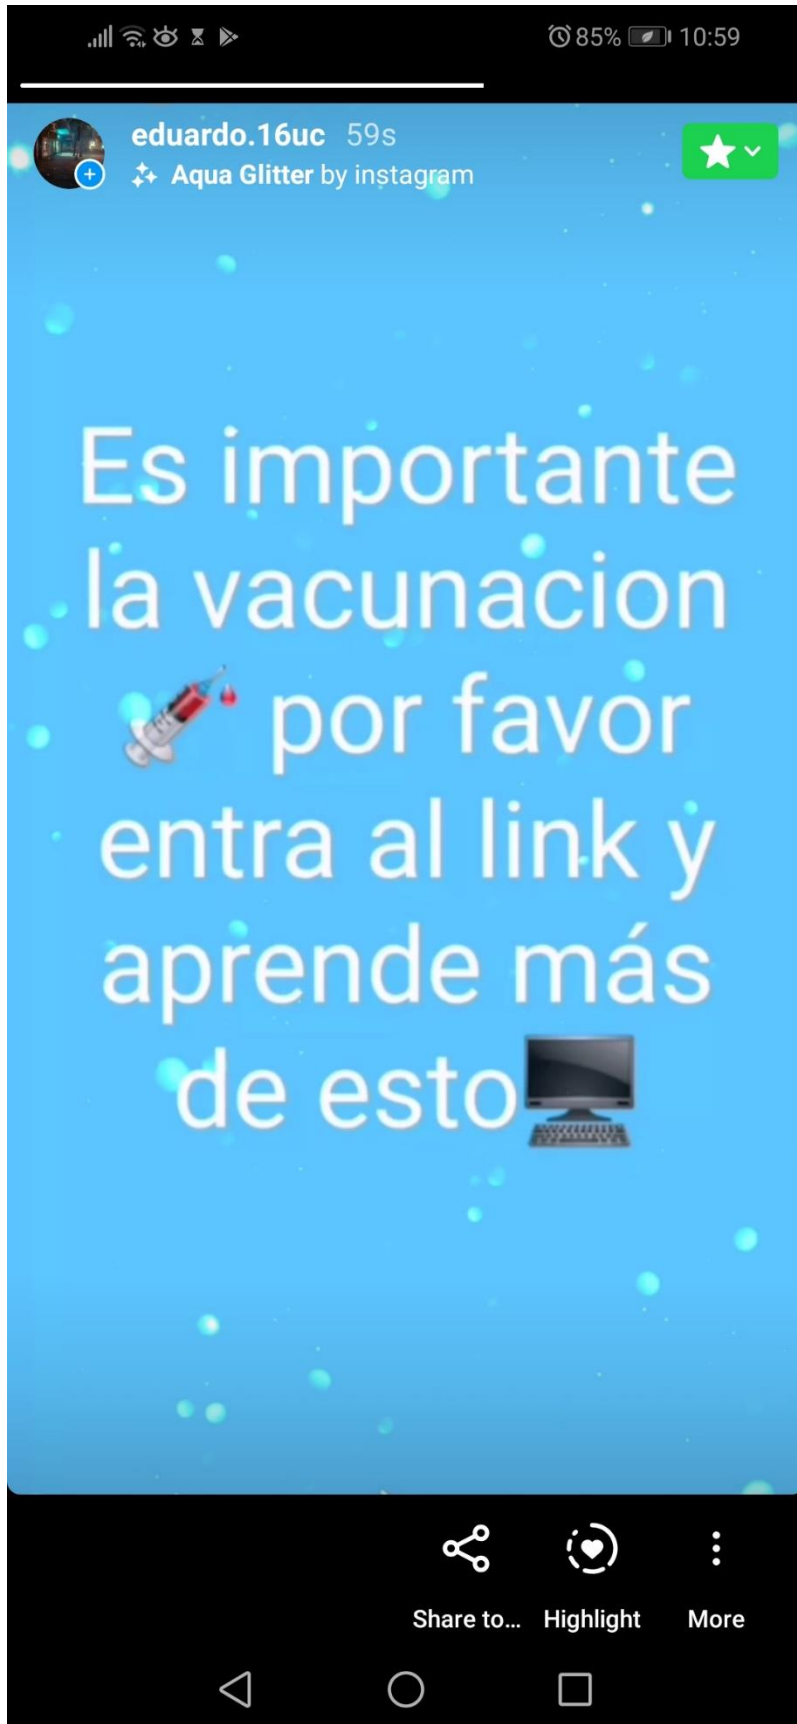 85% 10:59
eduardo.16uc 59s
Aqua Glitter by instagram
Es importante
la vacunacion
💉 por favor
entra al link y
aprende más
de esto🖥️
Share to... Highlight More